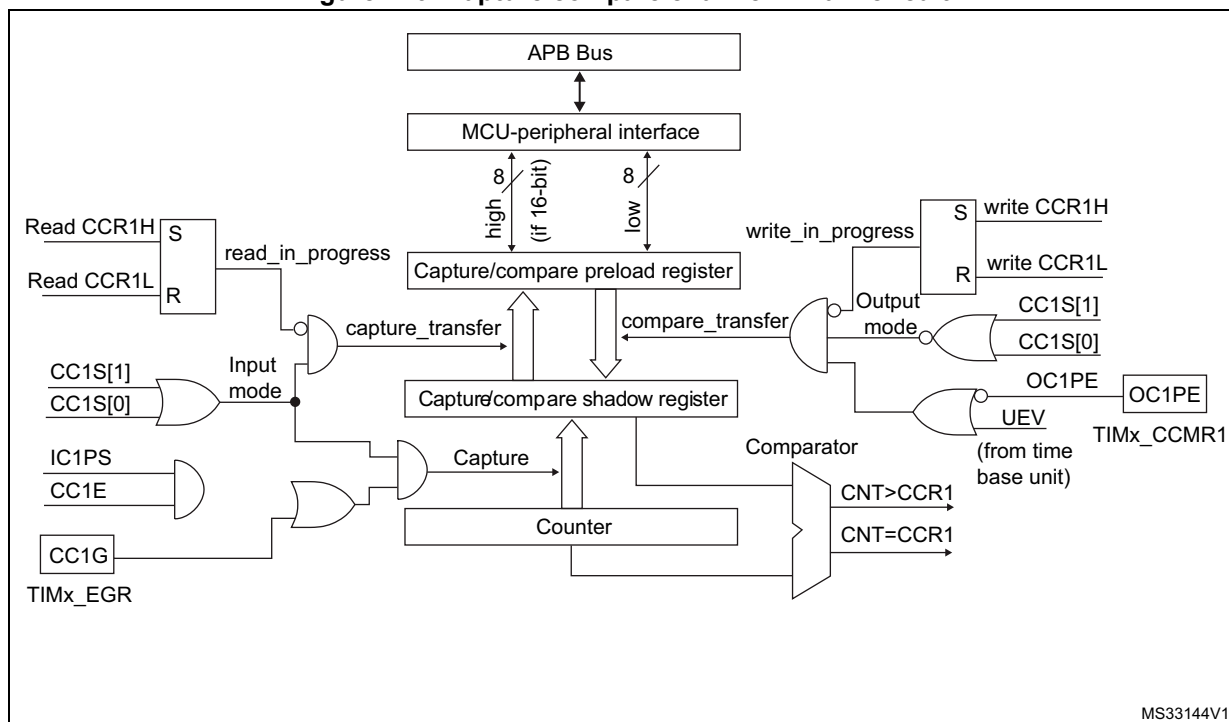 APB Bus
MCU-peripheral interface
8
high
(if 16-bit)
8
low
Read CCR1H
S
read_in_progress
Read CCR1L
R
write_in_progress
S
write CCR1H
R
write CCR1L
Capture/compare preload register
capture_transfer
compare_transfer
Output
mode
CC1S[1]
CC1S[0]
CC1S[1]
Input
mode
CC1S[0]
Capture/compare shadow register
OC1PE
OC1PE
UEV
TIMx_CCMR1
(from time
base unit)
IC1PS
CC1E
Capture
Comparator
CNT>CCR1
Counter
CNT=CCR1
CC1G
TIMx_EGR
MS33144V1